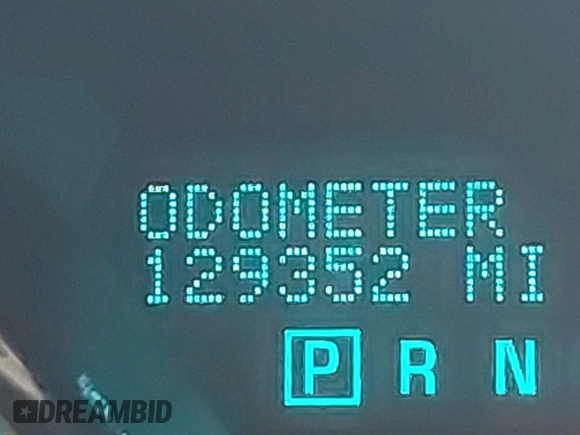 ODOMETER
129352 MI
P R N
DREAMBID